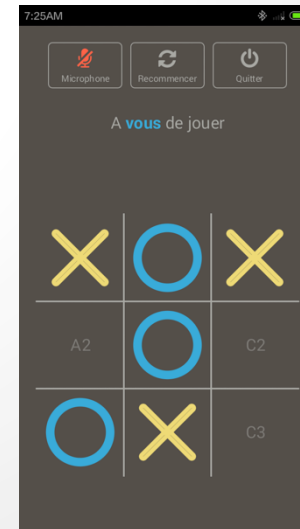 7:25AM
Microphone
Recommencer
Quitter
A vous de jouer
A2
C2
C3